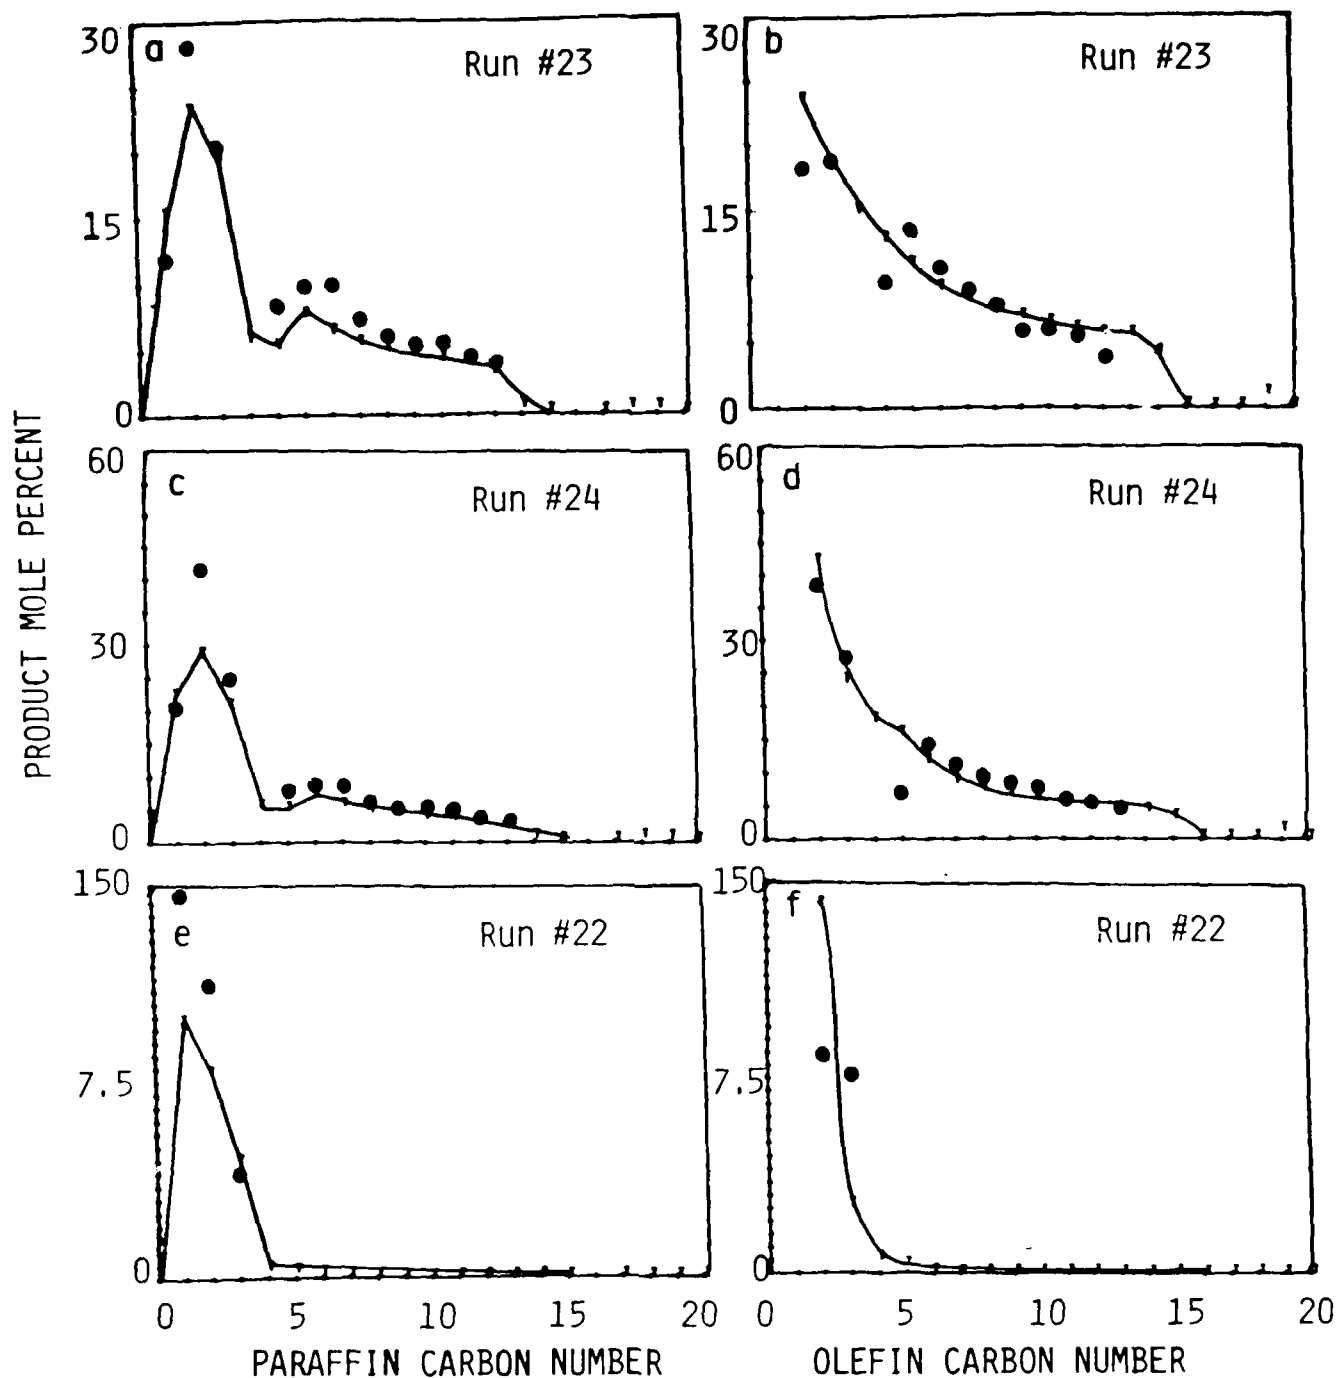 30 a Run #23
15
0
30 b Run #23
15
0
60 c Run #24
30
0
60 d Run #24
30
0
150 e Run #22
7.5
0
0 5 10 15 20
PARAFFIN CARBON NUMBER
150 f Run #22
7.5
0
0 5 10 15 20
OLEFIN CARBON NUMBER
PRODUCT MOLE PERCENT